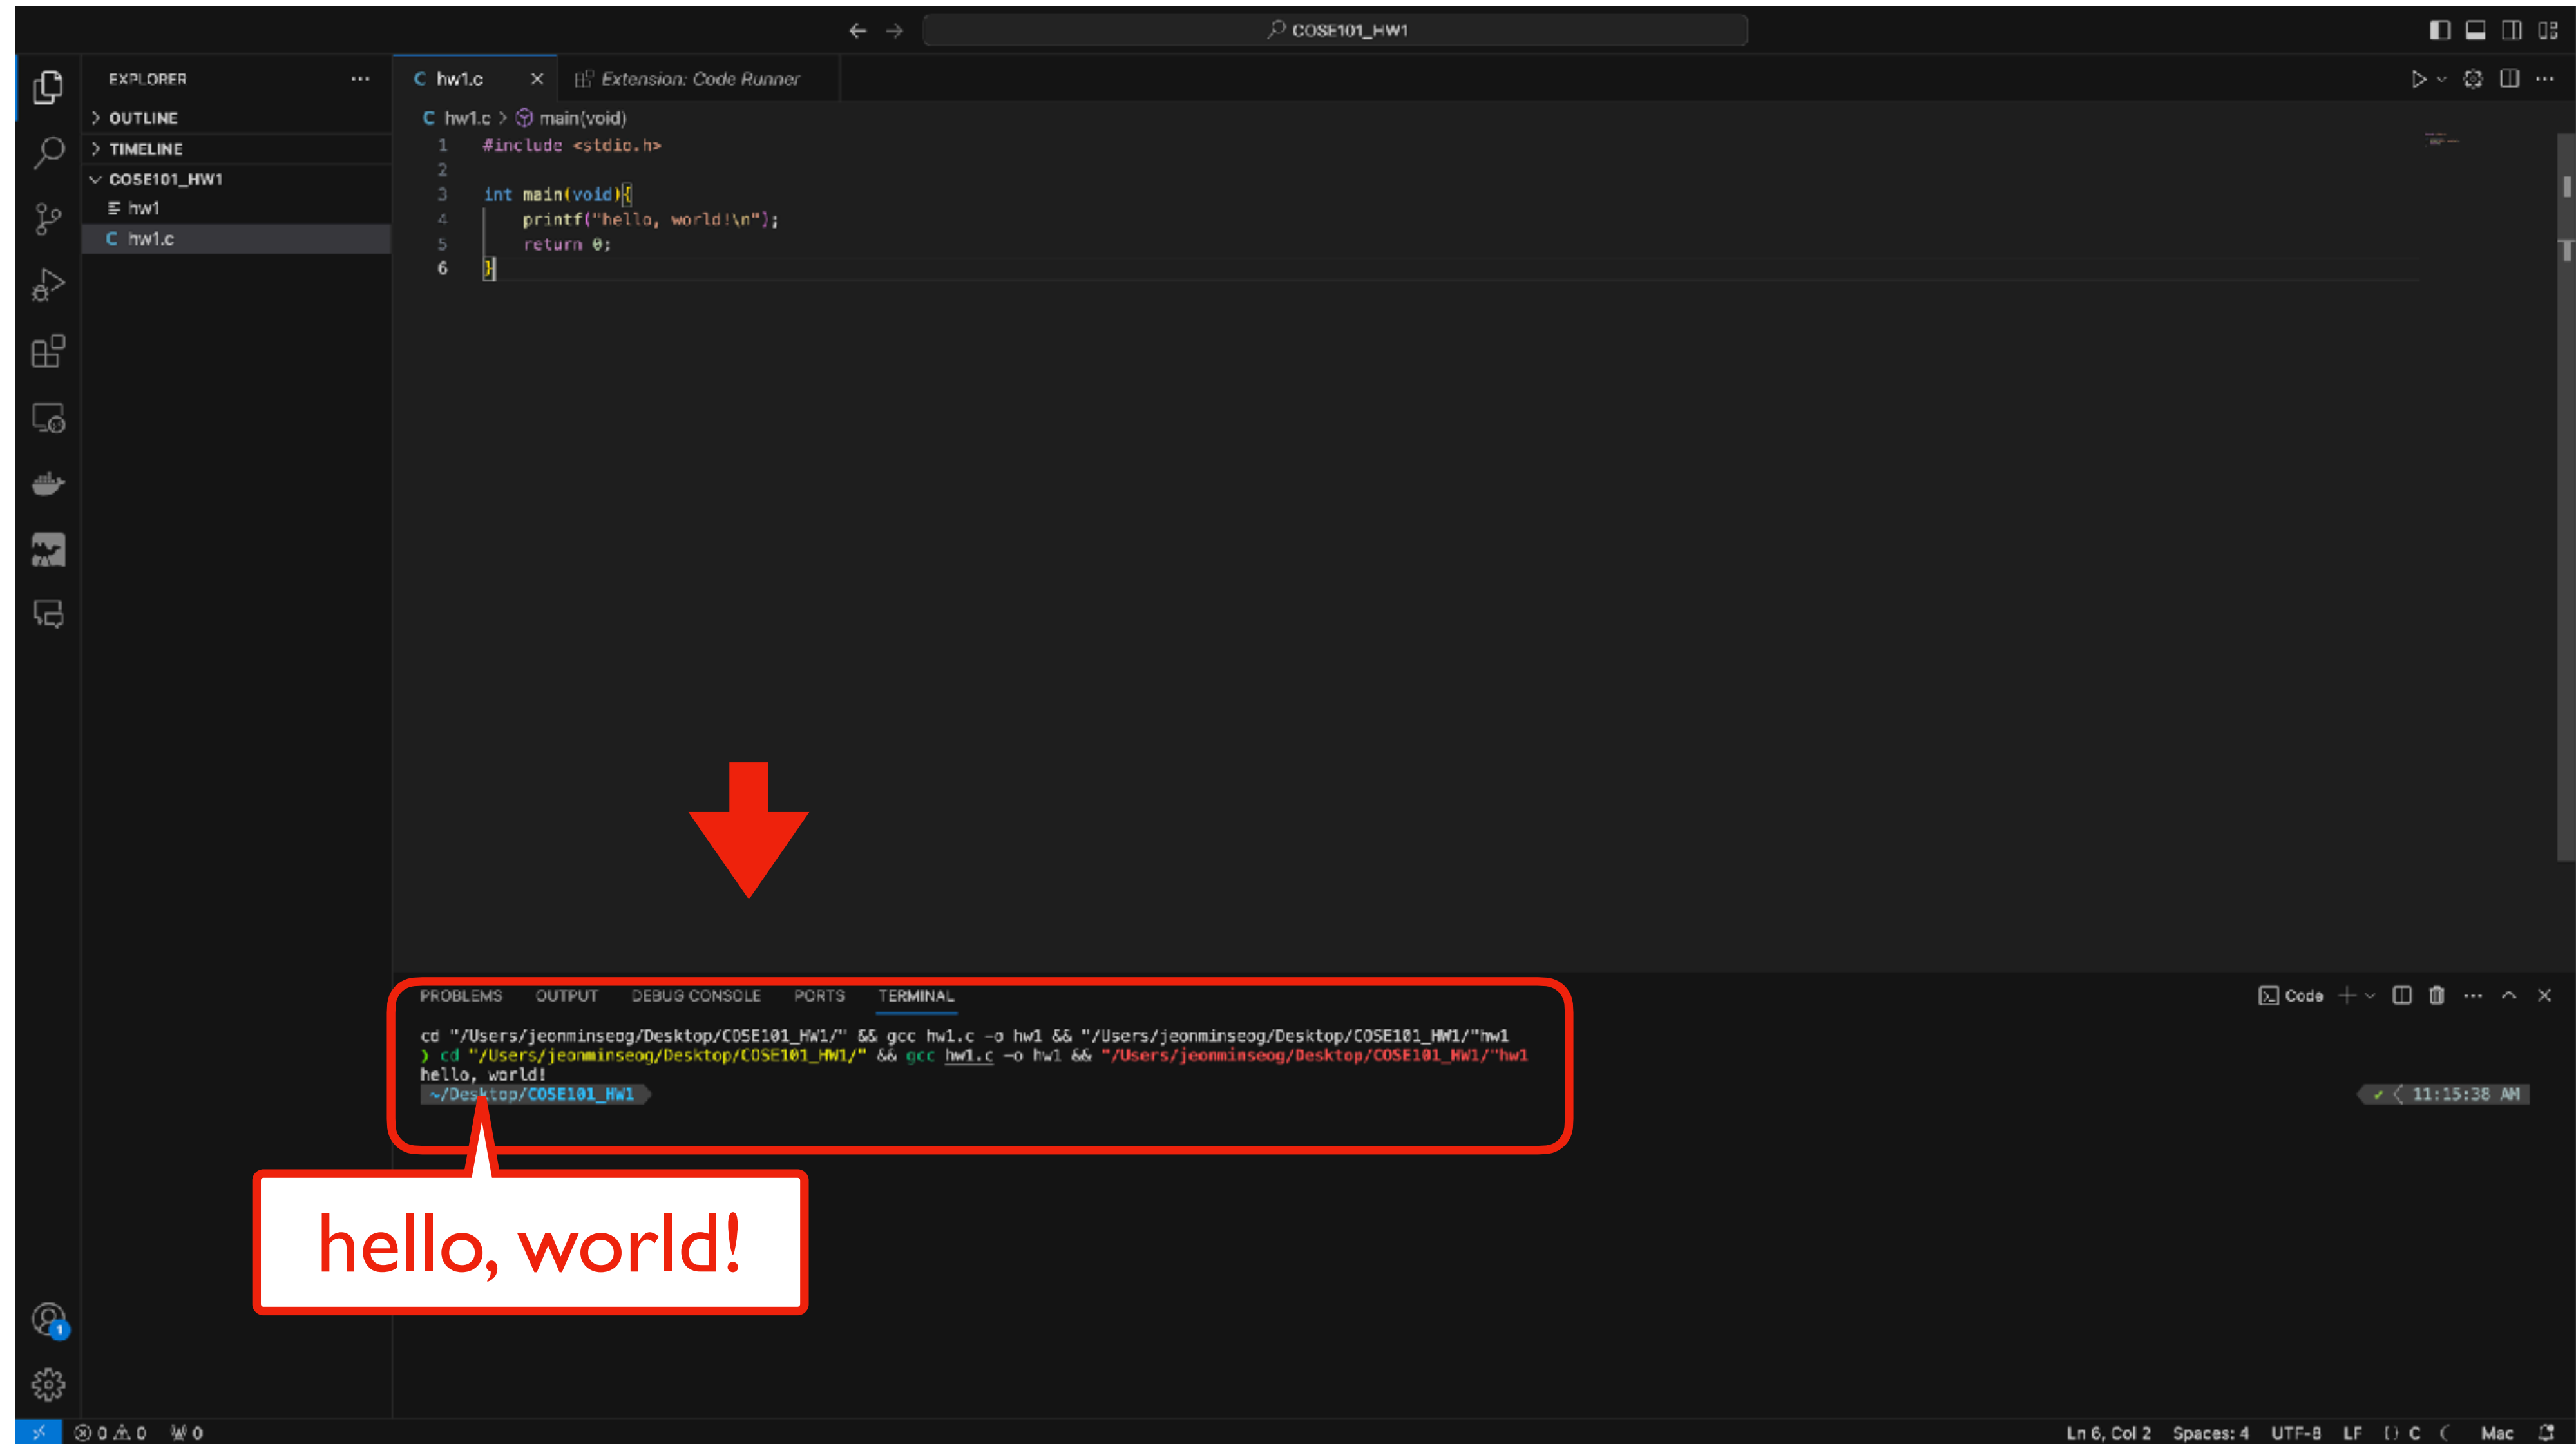 COSE101_HW1
EXPLORER
OUTLINE
TIMELINE
COSE101_HW1
hw1
C hw1.c
C hw1.c
Extension: Code Runner
C hw1.c > main(void)
1 #include <stdio.h>
2
3 int main(void){
4 printf("hello, world!\n");
5 return 0;
6 }
PROBLEMS OUTPUT DEBUG CONSOLE PORTS TERMINAL
Code
cd "/Users/jeonminseog/Desktop/COSE101_HW1/" && gcc hw1.c -o hw1 && "/Users/jeonminseog/Desktop/COSE101_HW1/"hw1
❯ cd "/Users/jeonminseog/Desktop/COSE101_HW1/" && gcc hw1.c -o hw1 && "/Users/jeonminseog/Desktop/COSE101_HW1/"hw1
hello, world!
~/Desktop/COSE101_HW1
✓ 11:15:38 AM
hello, world!
1
0 0 0
Ln 6, Col 2 Spaces: 4 UTF-8 LF {} C Mac